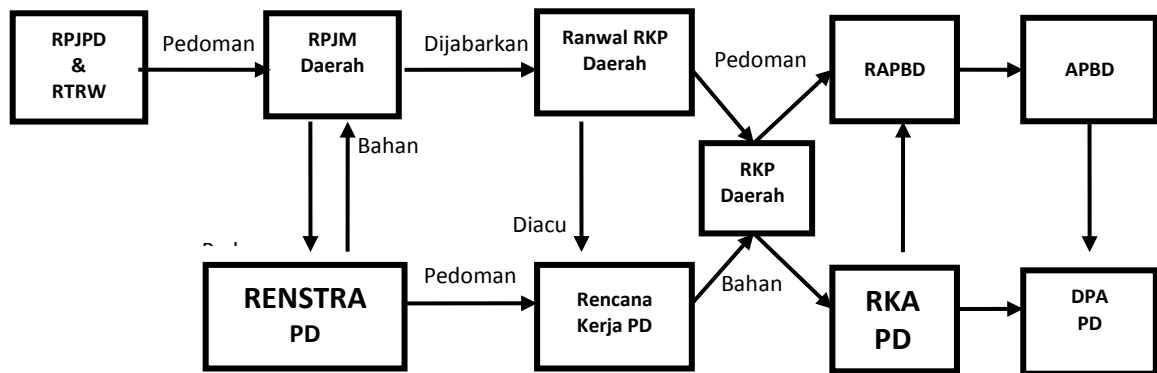 RPJPD
&
RTRW
Pedoman
RPJM
Daerah
Dijabarkan
Ranwal RKP
Daerah
Pedoman
RAPBD
APBD
Bahan
RKP
Daerah
Diacu
RENSTRA
PD
Pedoman
Rencana
Kerja PD
Bahan
RKA
PD
DPA
PD